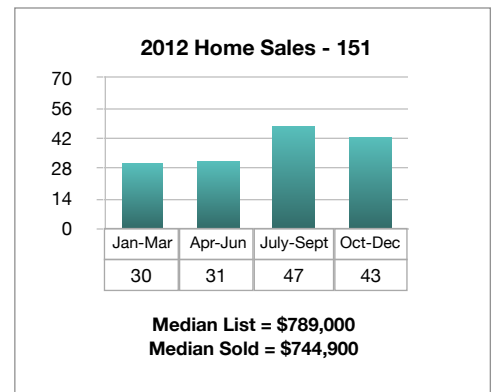 2012 Home Sales - 151
70
56
42
28
14
0
Jan-Mar Apr-Jun July-Sept Oct-Dec
30 31 47 43
Median List = $789,000
Median Sold = $744,900